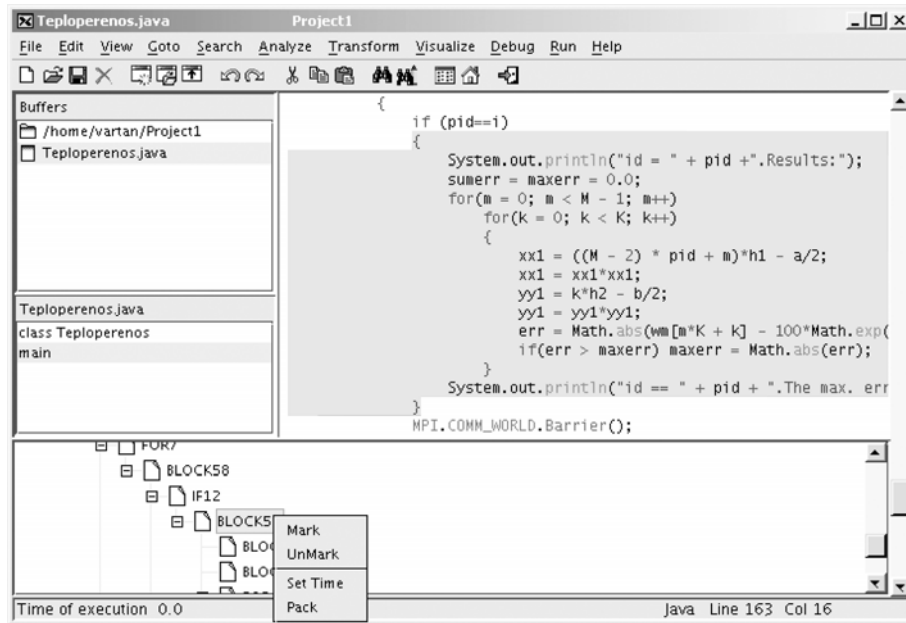 Teploperenos.java Project1
File Edit View Goto Search Analyze Transform Visualize Debug Run Help
Buffers
/home/vartan/Project1
Teploperenos.java
Teploperenos.java
class Teploperenos
main
{
if (pid==i)
{
System.out.println("id = " + pid +".Results:");
sumerr = maxerr = 0.0;
for(m = 0; m < M - 1; m++)
for(k = 0; k < K; k++)
{
xx1 = ((M - 2) * pid + m)*h1 - a/2;
xx1 = xx1*xx1;
yy1 = k*h2 - b/2;
yy1 = yy1*yy1;
err = Math.abs(wm[m*K + k] - 100*Math.exp(
if(err > maxerr) maxerr = Math.abs(err);
}
System.out.println("id == " + pid + ".The max. err
}
MPI.COMM_WORLD.Barrier();
FOR7
BLOCK58
IF12
BLOCK5
BLO
BLO
Mark
UnMark
Set Time
Pack
Time of execution 0.0
Java Line 163 Col 16